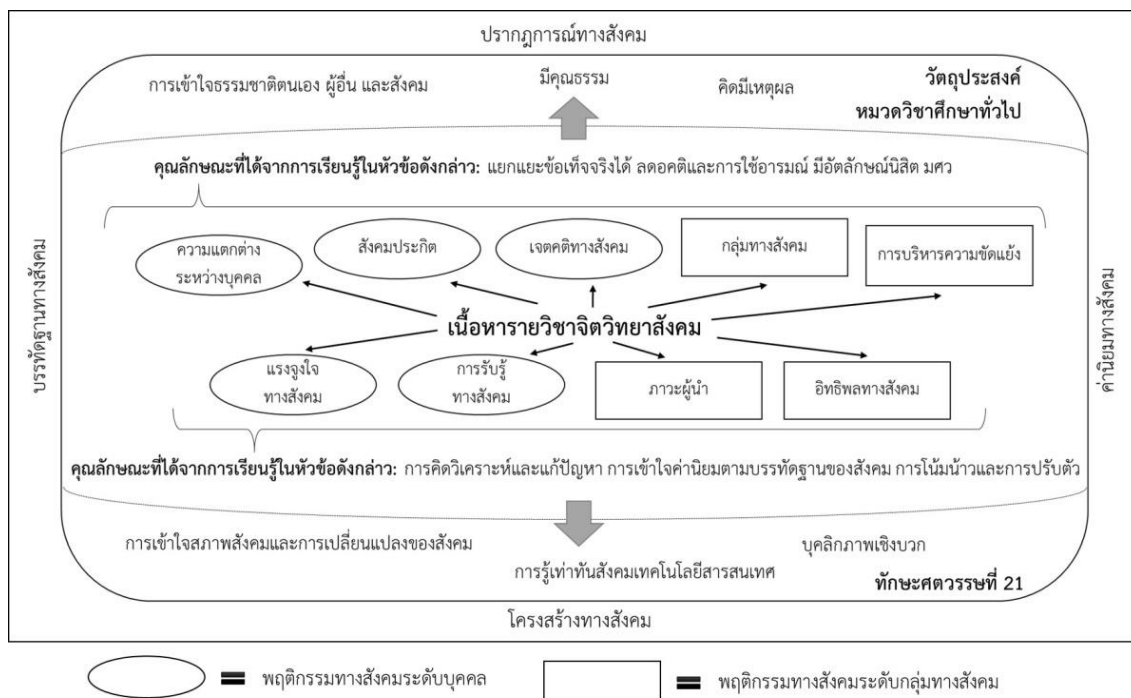 ปรากฎการณ์ทางสังคม
การเข้าใจธรรมชาติตนเอง ผู้อื่น และสังคม
มีคุณธรรม
คิดมีเหตุผล
วัตถุประสงค์
หมวดวิชาศึกษาทั่วไป
คุณลักษณะที่ได้จากการเรียนรู้ในหัวข้อดังกล่าว: แยกแยะข้อเท็จจริงได้ ลดอคติและการใช้อารมณ์ มีอัตลักษณ์นิสิต มศว
บรรทัดฐานทางสังคม
ความแตกต่าง
ระหว่างบุคคล
สังคมประกิต
เจตคติทางสังคม
กลุ่มทางสังคม
การบริหารความขัดแย้ง
ค่านิยมทางสังคม
เนื้อหารายวิชาจิตวิทยาสังคม
แรงจูงใจ
ทางสังคม
การรับรู้
ทางสังคม
ภาวะผู้นำ
อิทธิพลทางสังคม
คุณลักษณะที่ได้จากการเรียนรู้ในหัวข้อดังกล่าว: การคิดวิเคราะห์และแก้ปัญหา การเข้าใจค่านิยมตามบรรทัดฐานของสังคม การโน้มน้าวและการปรับตัว
การเข้าใจสภาพสังคมและการเปลี่ยนแปลงของสังคม
บุคลิกภาพเชิงบวก
การรู้เท่าทันสังคมเทคโนโลยีสารสนเทศ
ทักษะศตวรรษที่ 21
โครงสร้างทางสังคม
= พฤติกรรมทางสังคมระดับบุคคล
= พฤติกรรมทางสังคมระดับกลุ่มทางสังคม